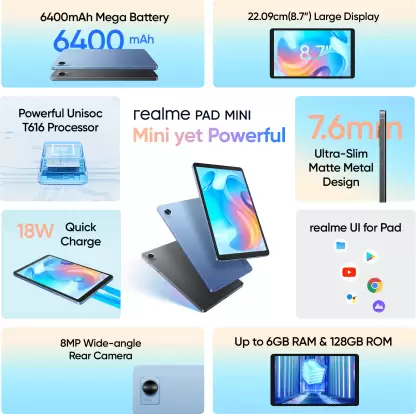 6400mAh Mega Battery
6400 mAh
22.09cm(8.7") Large Display
8.7"
Powerful Unisoc
T616 Processor
realme PAD MINI
Mini yet Powerful
7.6mm
Ultra-Slim
Matte Metal
Design
18W Quick
Charge
realme UI for Pad
8MP Wide-angle
Rear Camera
Up to 6GB RAM & 128GB ROM